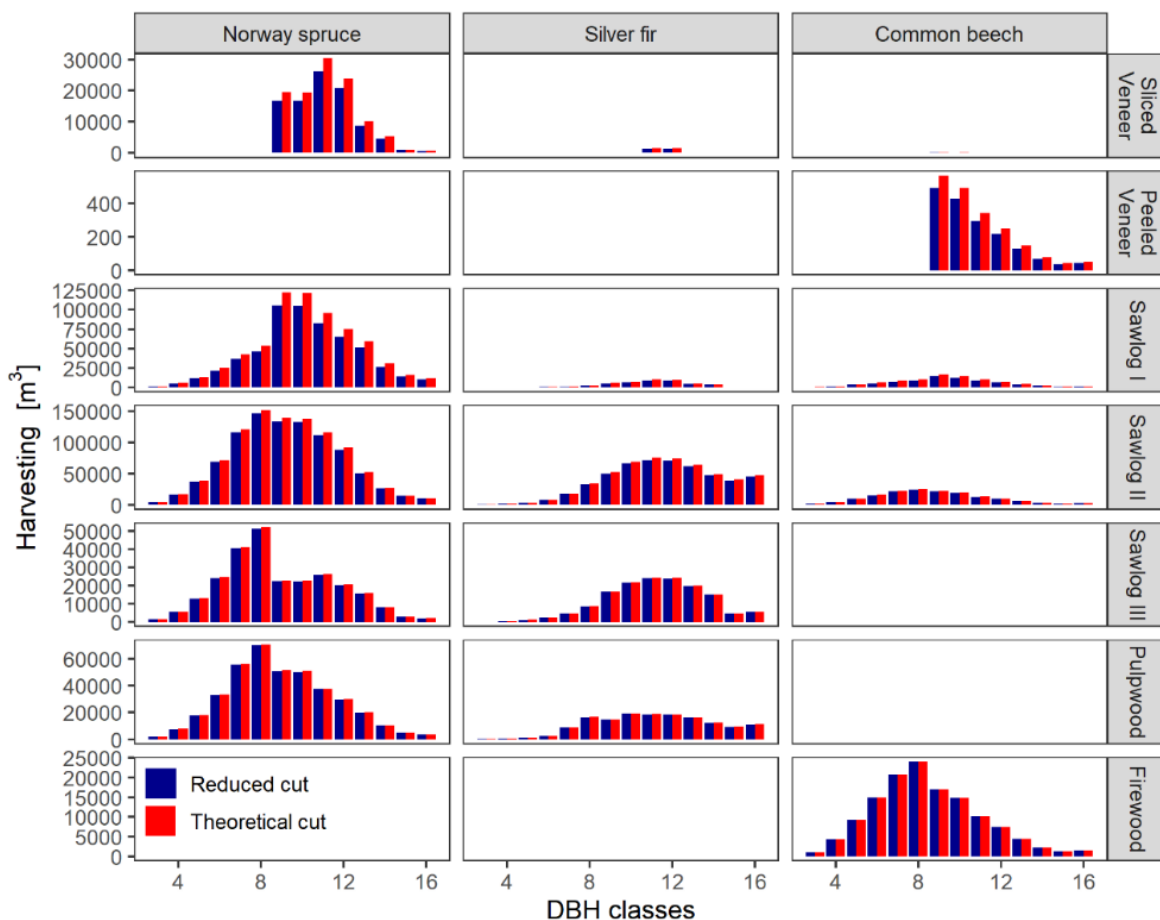 Norway spruce Silver fir Common beech
30000
20000
10000
0
Sliced
Veneer
400
200
0
Peeled
Veneer
125000
100000
75000
50000
25000
0
Sawlog I
150000
100000
50000
0
Sawlog II
50000
40000
30000
20000
10000
0
Sawlog III
60000
40000
20000
0
Pulpwood
25000
20000
15000
10000
5000
0
Firewood
Harvesting [m³]
Reduced cut
Theoretical cut
4 8 12 16 4 8 12 16 4 8 12 16
DBH classes